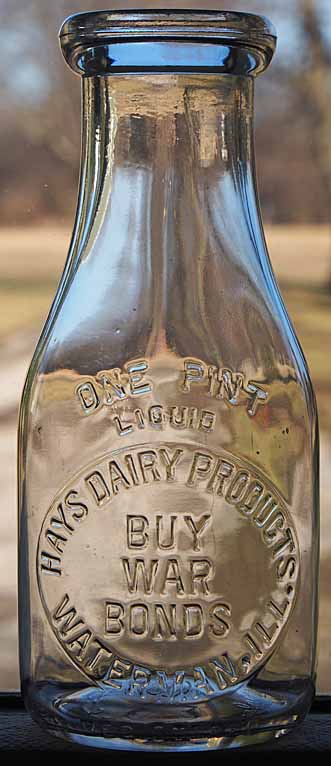 ONE PINT
LIQUID
HAYS DAIRY PRODUCTS
BUY
WAR
BONDS
WATERMAN, ILL.